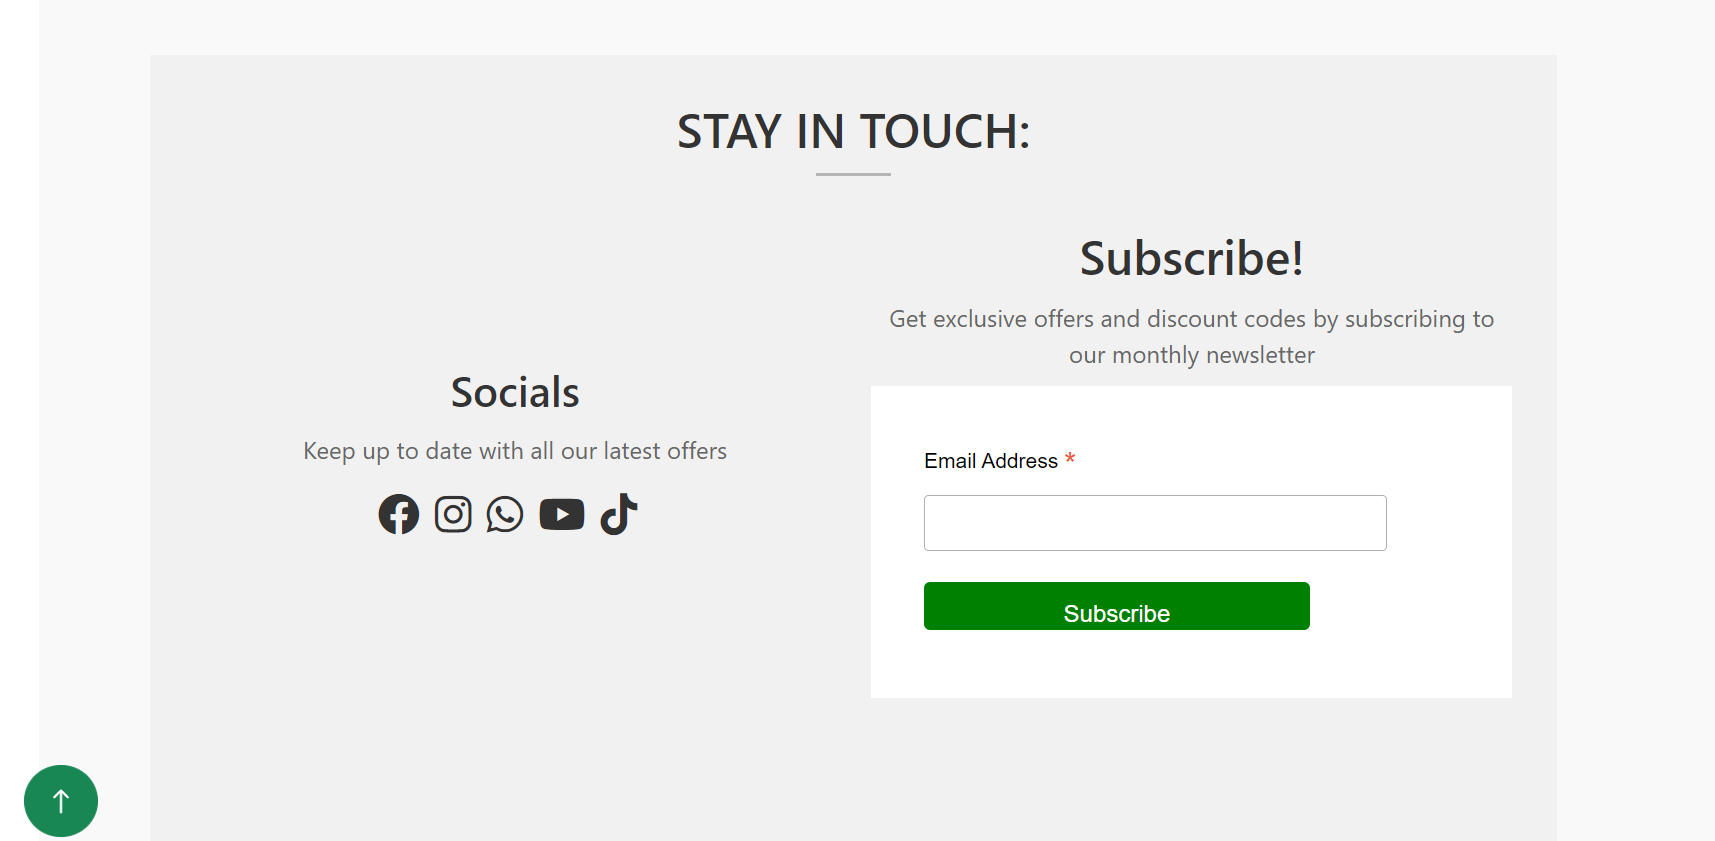 STAY IN TOUCH:
Socials
Keep up to date with all our latest offers
Subscribe!
Get exclusive offers and discount codes by subscribing to
our monthly newsletter
Email Address *
Subscribe